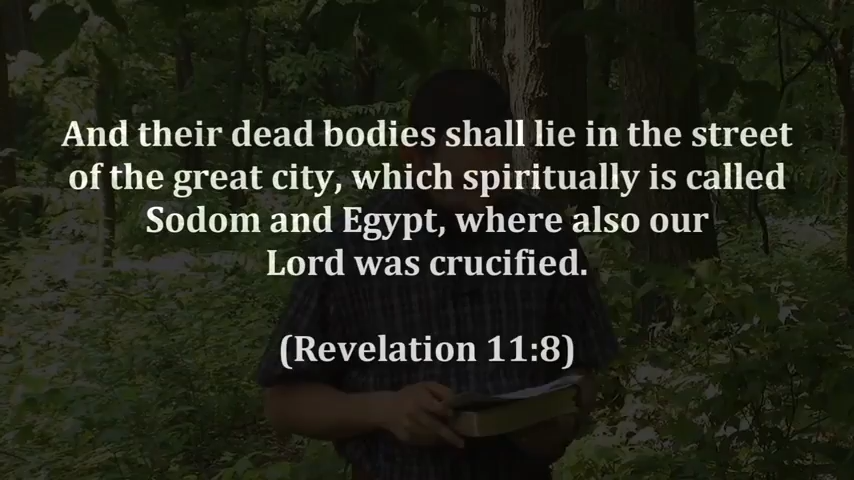 And their dead bodies shall lie in the street
of the great city, which spiritually is called
Sodom and Egypt, where also our
Lord was crucified.
(Revelation 11:8)